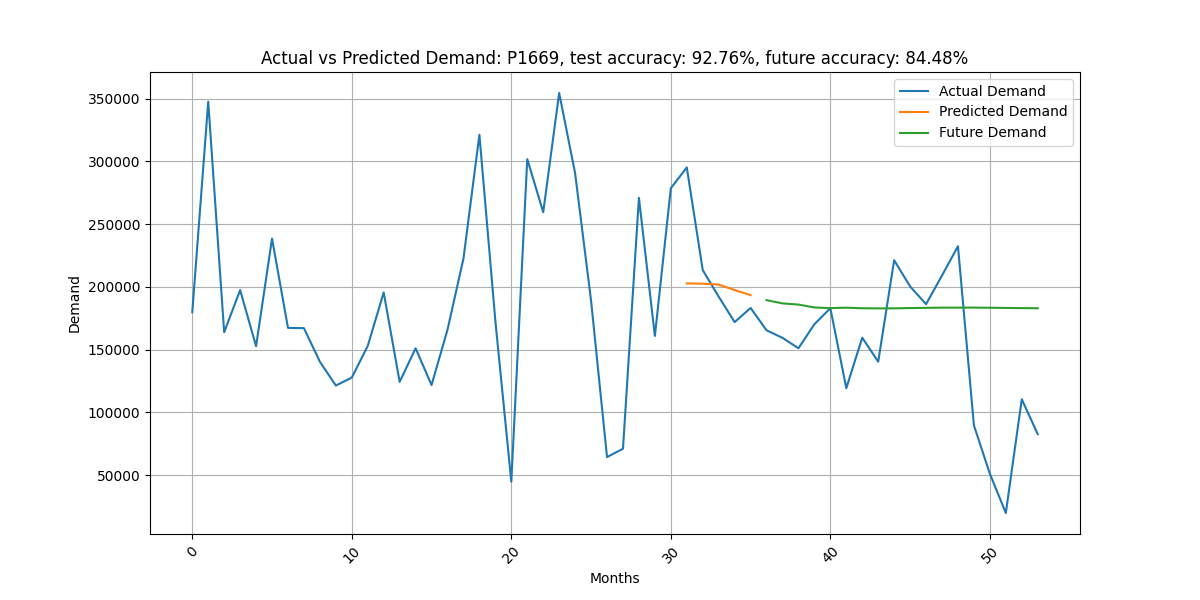 Actual vs Predicted Demand: P1669, test accuracy: 92.76%, future accuracy: 84.48%
Actual Demand
Predicted Demand
Future Demand
350000
300000
250000
200000
150000
100000
50000
Demand
0
10
20
30
40
50
Months